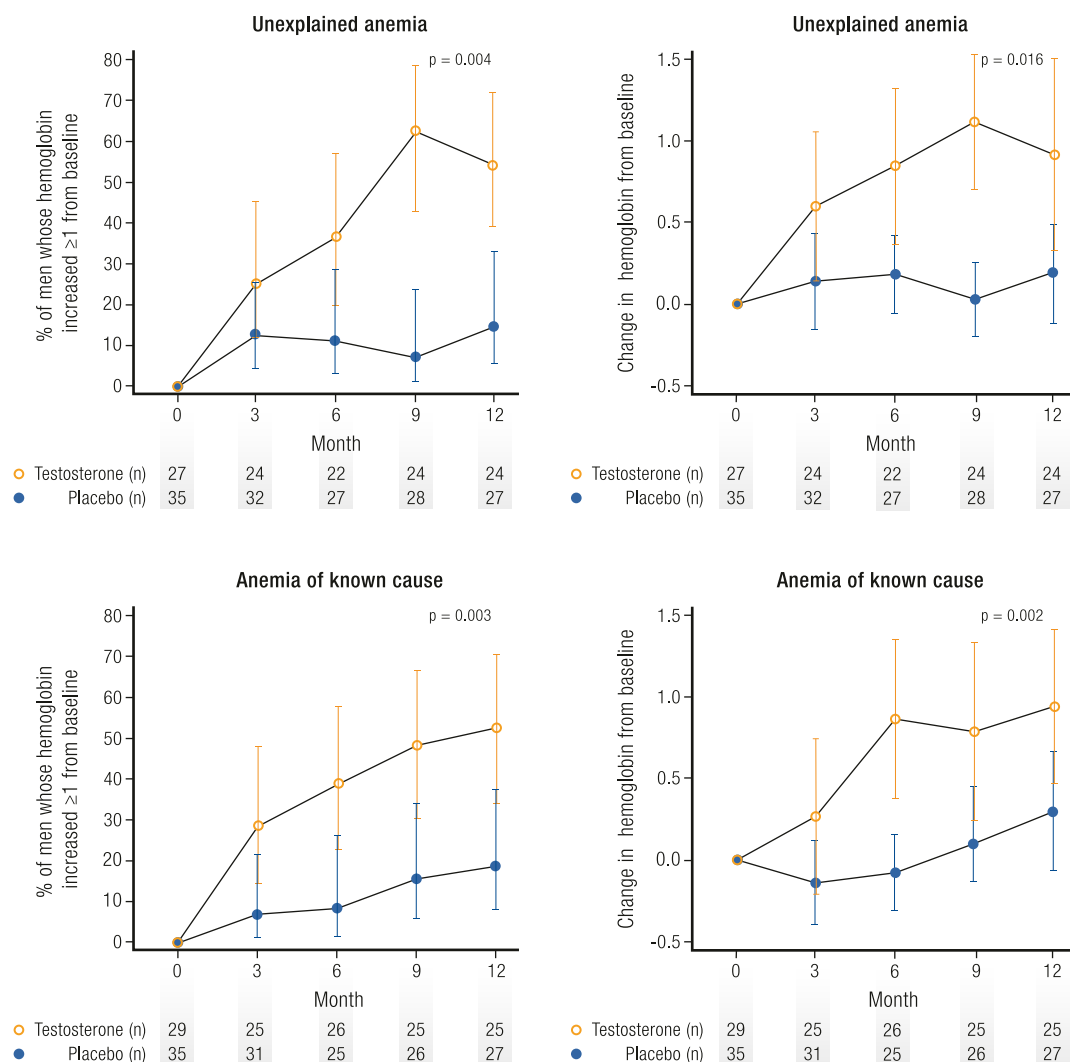 Unexplained anemia
% of men whose hemoglobin
increased ≥1 from baseline
80
70
60
50
40
30
20
10
0
p = 0.004
0 3 6 9 12
Month
Testosterone (n) 27 24 22 24 24
Placebo (n) 35 32 27 28 27
Unexplained anemia
Change in hemoglobin from baseline
1.5
1.0
0.5
0.0
-0.5
p = 0.016
0 3 6 9 12
Month
Testosterone (n) 27 24 22 24 24
Placebo (n) 35 32 27 28 27
Anemia of known cause
% of men whose hemoglobin
increased ≥1 from baseline
80
70
60
50
40
30
20
10
0
p = 0.003
0 3 6 9 12
Month
Testosterone (n) 29 25 26 25 25
Placebo (n) 35 31 25 26 27
Anemia of known cause
Change in hemoglobin from baseline
1.5
1.0
0.5
0.0
-0.5
p = 0.002
0 3 6 9 12
Month
Testosterone (n) 29 25 26 25 25
Placebo (n) 35 31 25 26 27